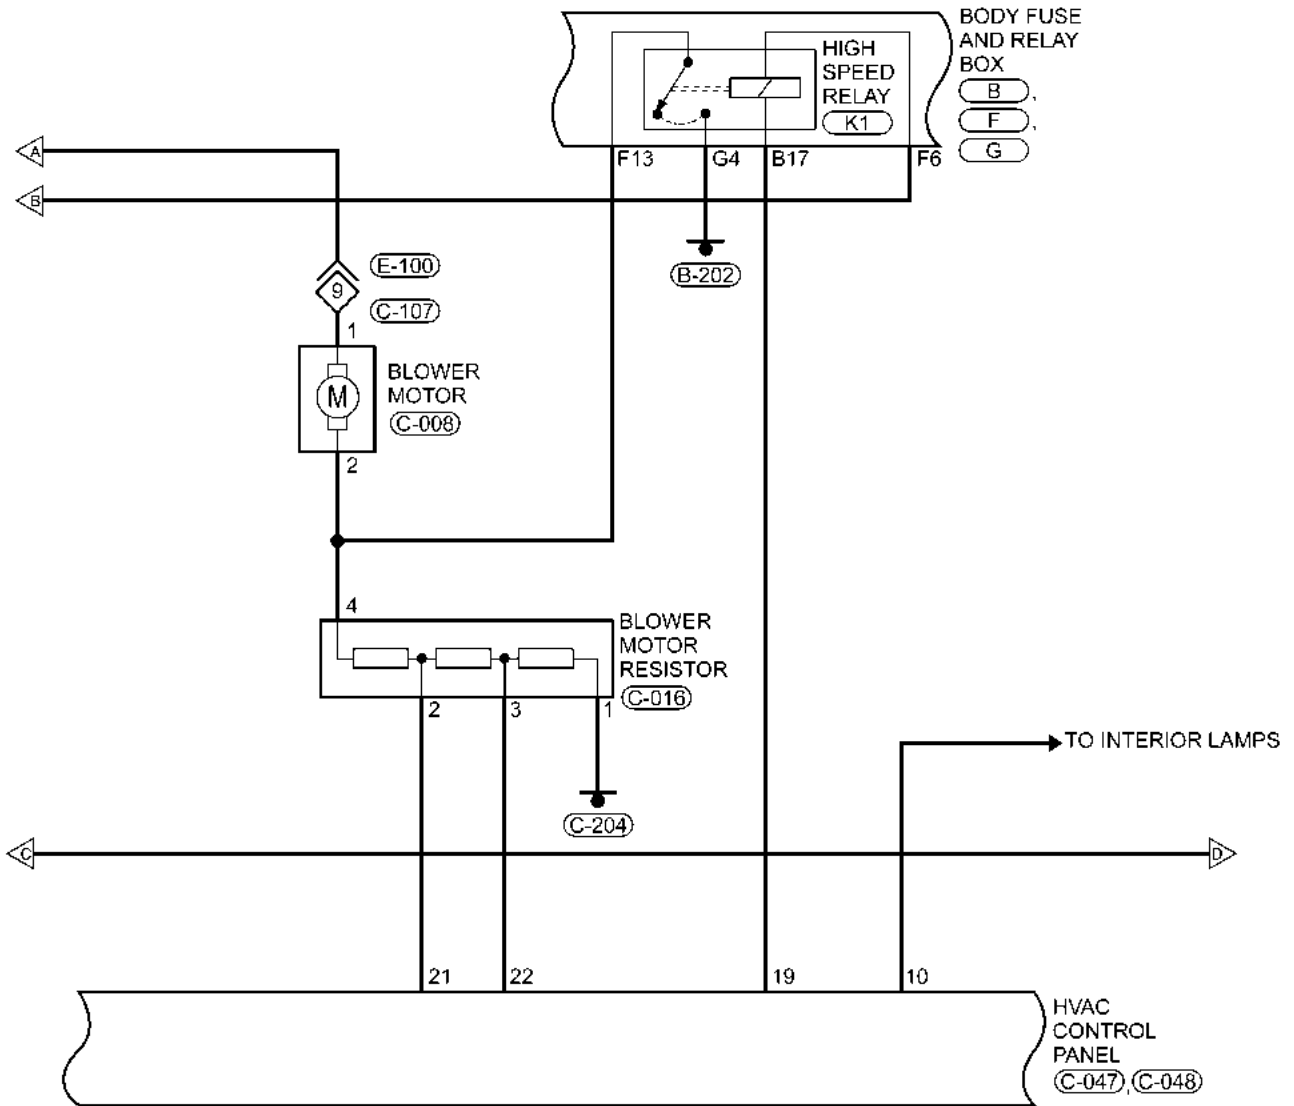 BODY FUSE
AND RELAY
BOX
B,
F,
G
HIGH
SPEED
RELAY
K1
F13
G4
B17
F6
A
B
B-202
E-100
9
C-107
1
BLOWER
MOTOR
C-008
M
2
4
BLOWER
MOTOR
RESISTOR
C-016
2
3
1
TO INTERIOR LAMPS
C-204
C
D
21
22
19
10
HVAC
CONTROL
PANEL
C-047, C-048